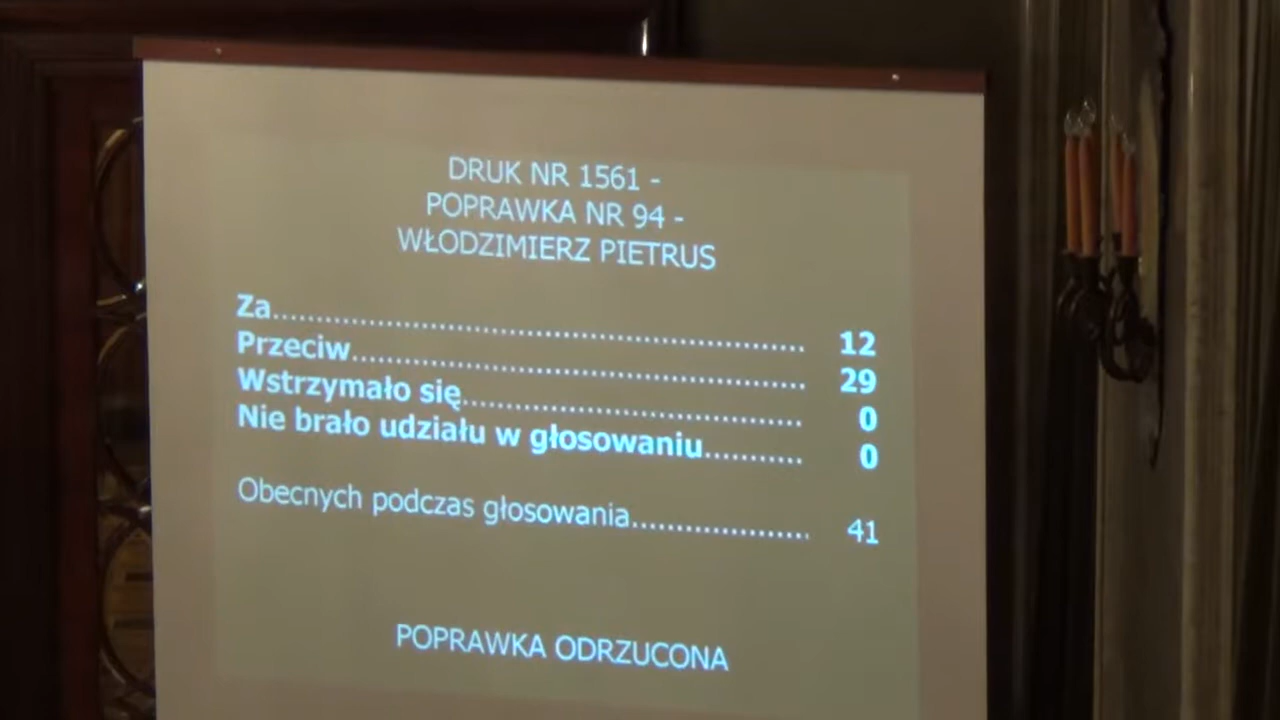 DRUK NR 1561 -
POPRAWKA NR 94 -
WŁODZIMIERZ PIETRUS
Za................................................................ 12
Przeciw....................................................... 29
Wstrzymało się......................................... 0
Nie brało udziału w głosowaniu........... 0
Obecnych podczas głosowania.................... 41
POPRAWKA ODRZUCONA